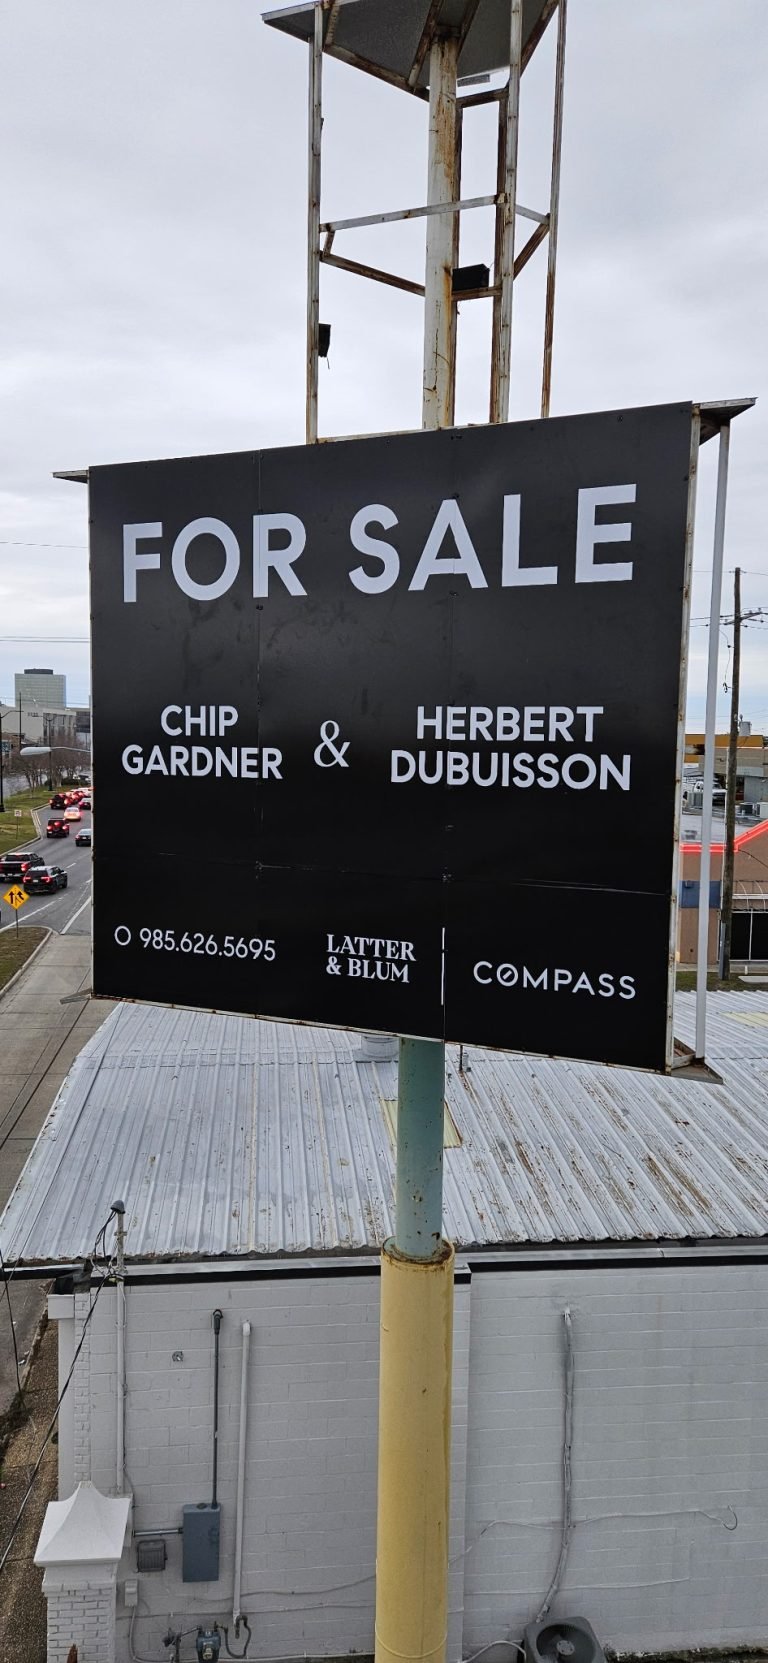 FOR SALE
CHIP
GARDNER
&
HERBERT
DUBUISSON
O 985.626.5695
LATTER
& BLUM
COMPASS